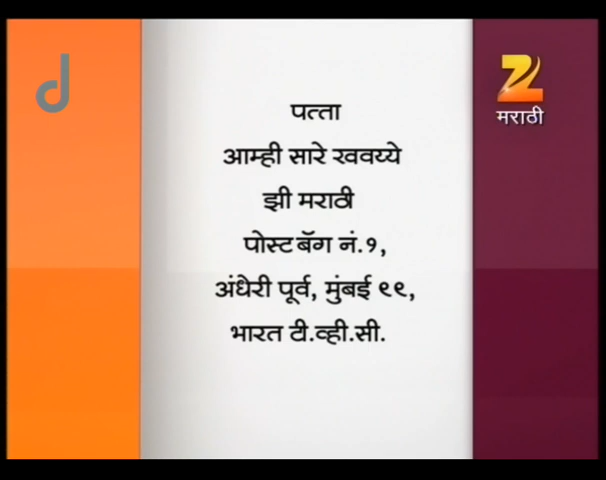 पत्ता
आम्ही सारे खवय्ये
झी मराठी
पोस्ट बॅग नं.१,
अंधेरी पूर्व, मुंबई ९९,
भारत टी.व्ही.सी.
d
Z
मराठी